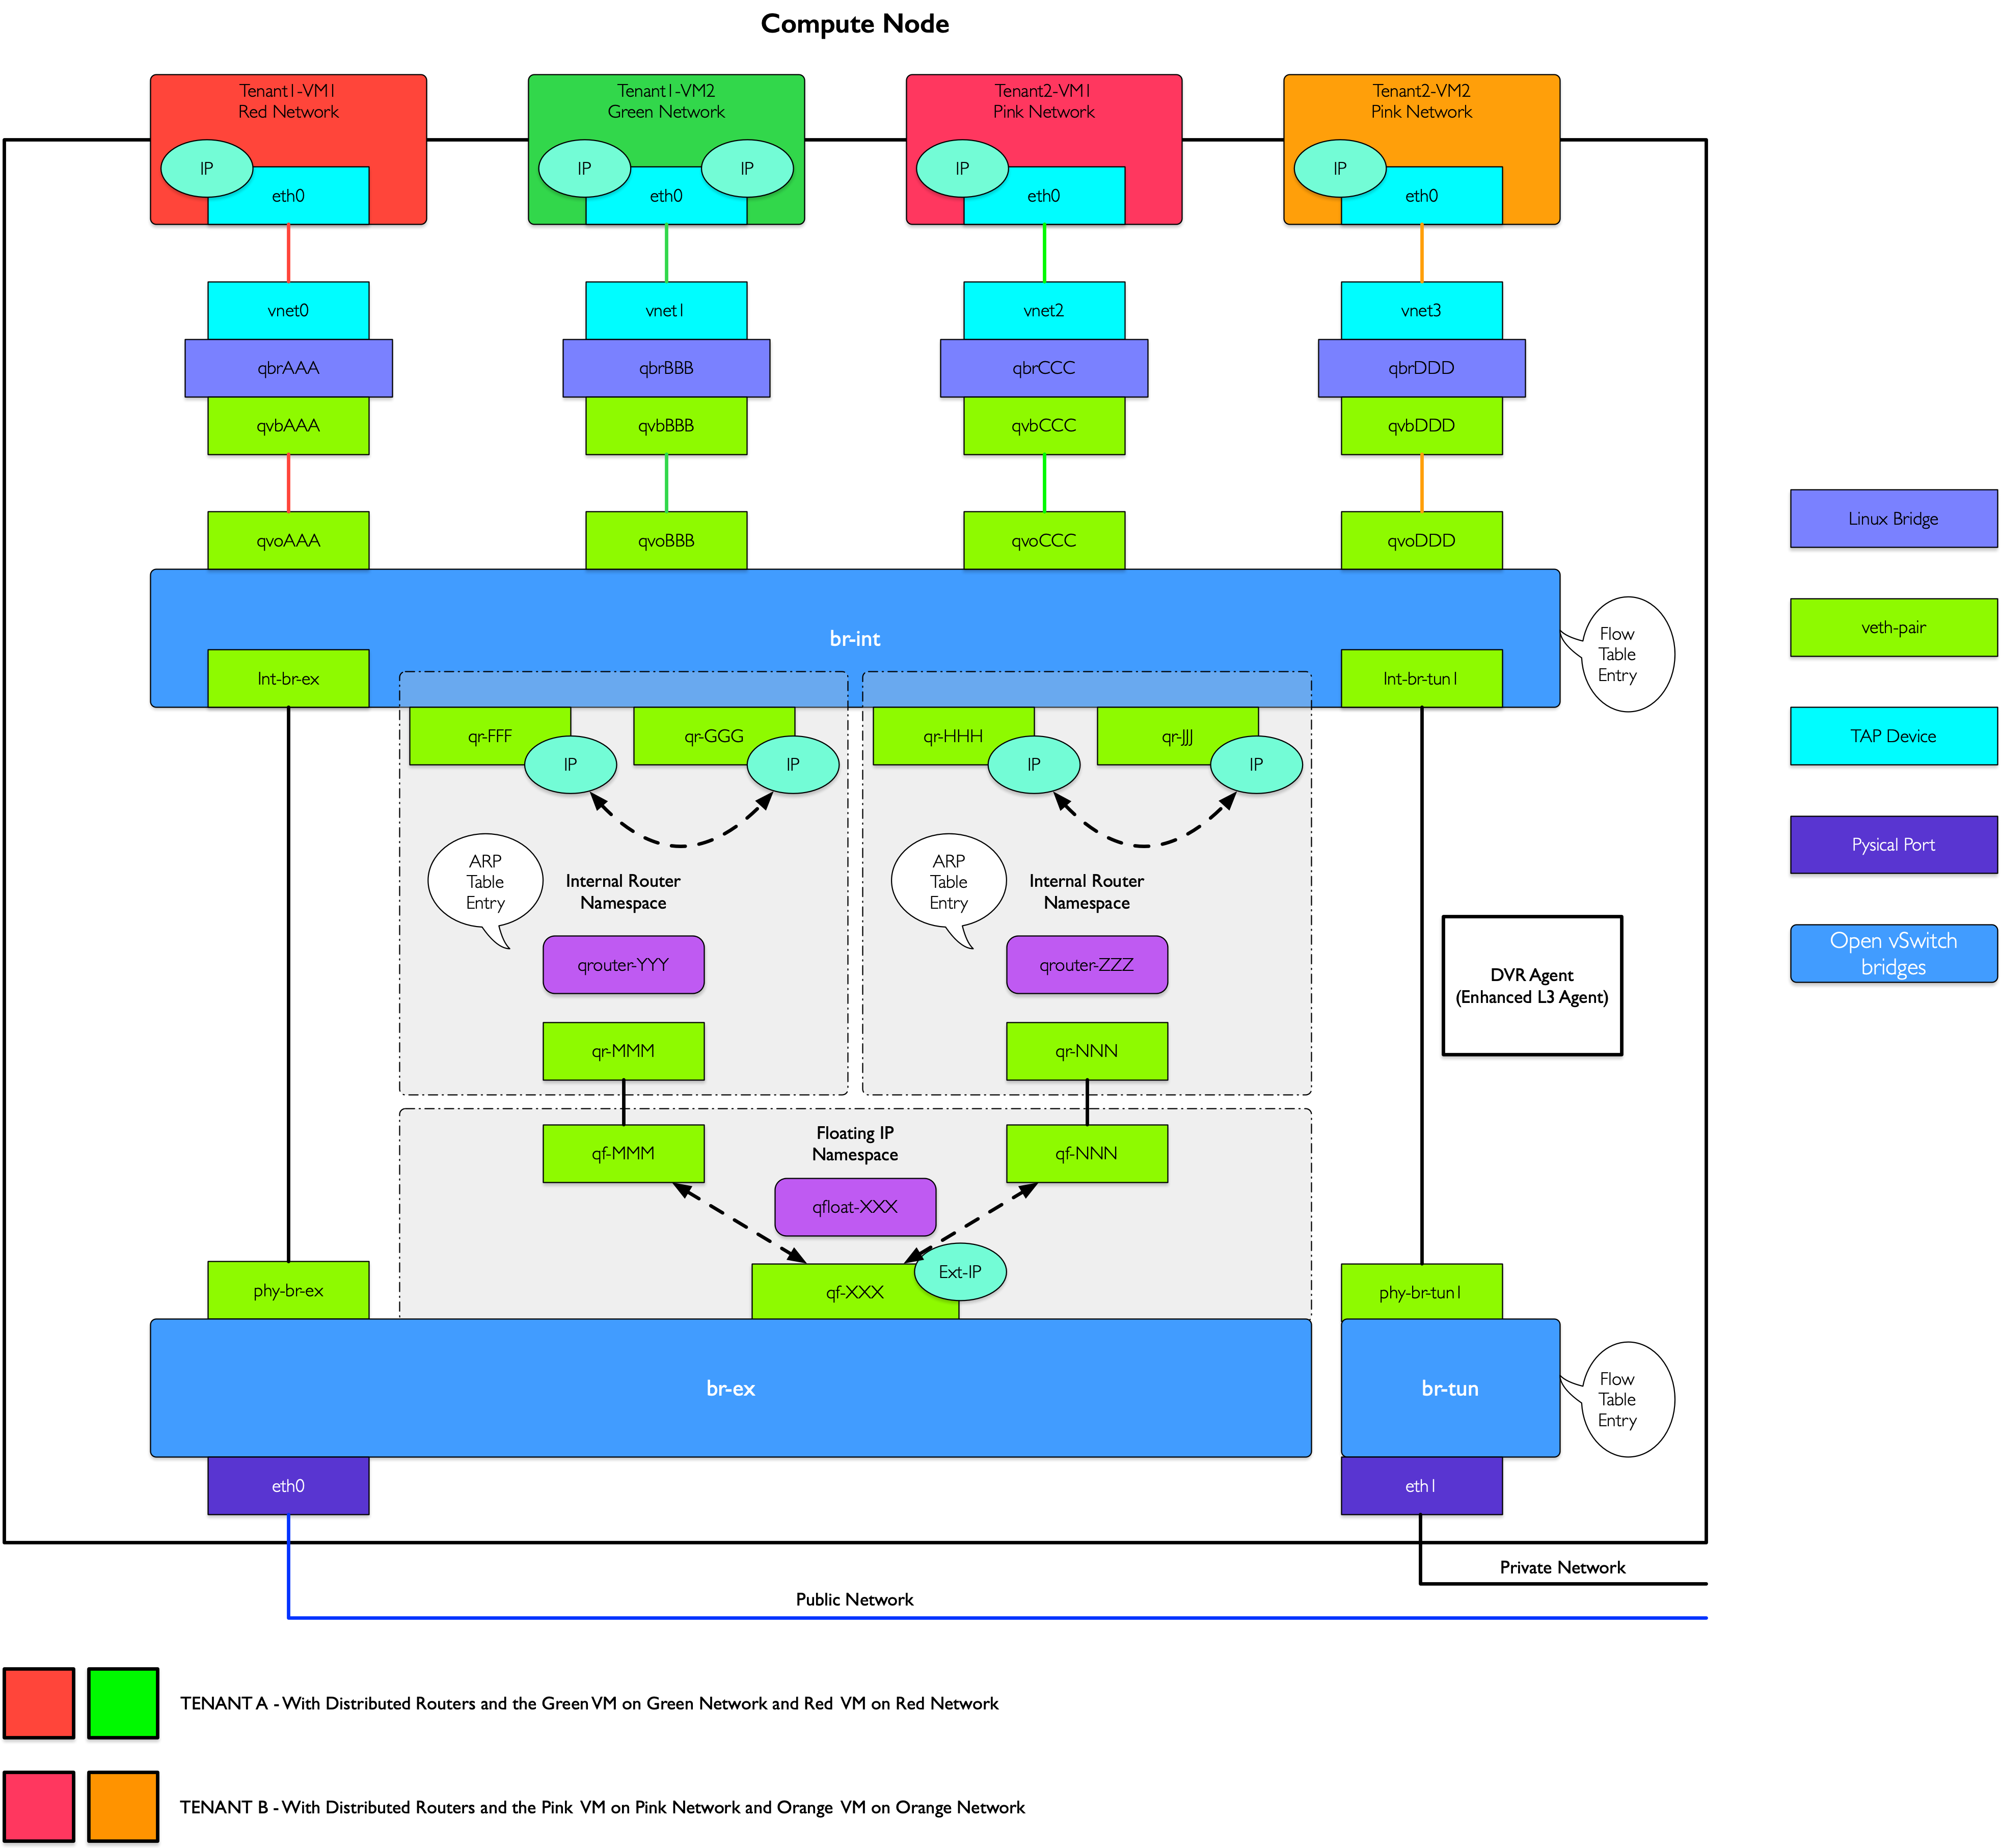 Compute Node
Tenant1-VM1
Red Network
Tenant1-VM2
Green Network
Tenant2-VM1
Pink Network
Tenant2-VM2
Pink Network
IP
eth0
IP
eth0
IP
IP
eth0
IP
eth0
vnet0
vnet1
vnet2
vnet3
qbrAAA
qbrBBB
qbrCCC
qbrDDD
qvbAAA
qvbBBB
qvbCCC
qvbDDD
qvoAAA
qvoBBB
qvoCCC
qvoDDD
br-int
Flow
Table
Entry
Int-br-ex
Int-br-tun1
qr-FFF
IP
qr-GGG
IP
qr-HHH
IP
qr-JJJ
IP
ARP
Table
Entry
Internal Router
Namespace
ARP
Table
Entry
Internal Router
Namespace
qrouter-YYY
qrouter-ZZZ
DVR Agent
(Enhanced L3 Agent)
qr-MMM
qr-NNN
qf-MMM
Floating IP
Namespace
qf-NNN
qfloat-XXX
Ext-IP
phy-br-ex
qf-XXX
phy-br-tun1
br-ex
br-tun
Flow
Table
Entry
eth0
eth1
Private Network
Public Network
Linux Bridge
veth-pair
TAP Device
Pysical Port
Open vSwitch
bridges
TENANT A - With Distributed Routers and the Green VM on Green Network and Red VM on Red Network
TENANT B - With Distributed Routers and the Pink VM on Pink Network and Orange VM on Orange Network